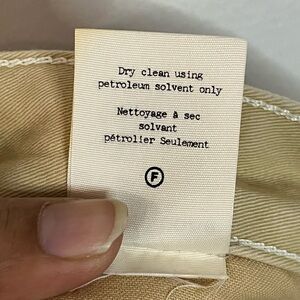 Dry clean using
petroleum solvent only
Nettoyage à sec
solvant
pétrolier Seulement
F